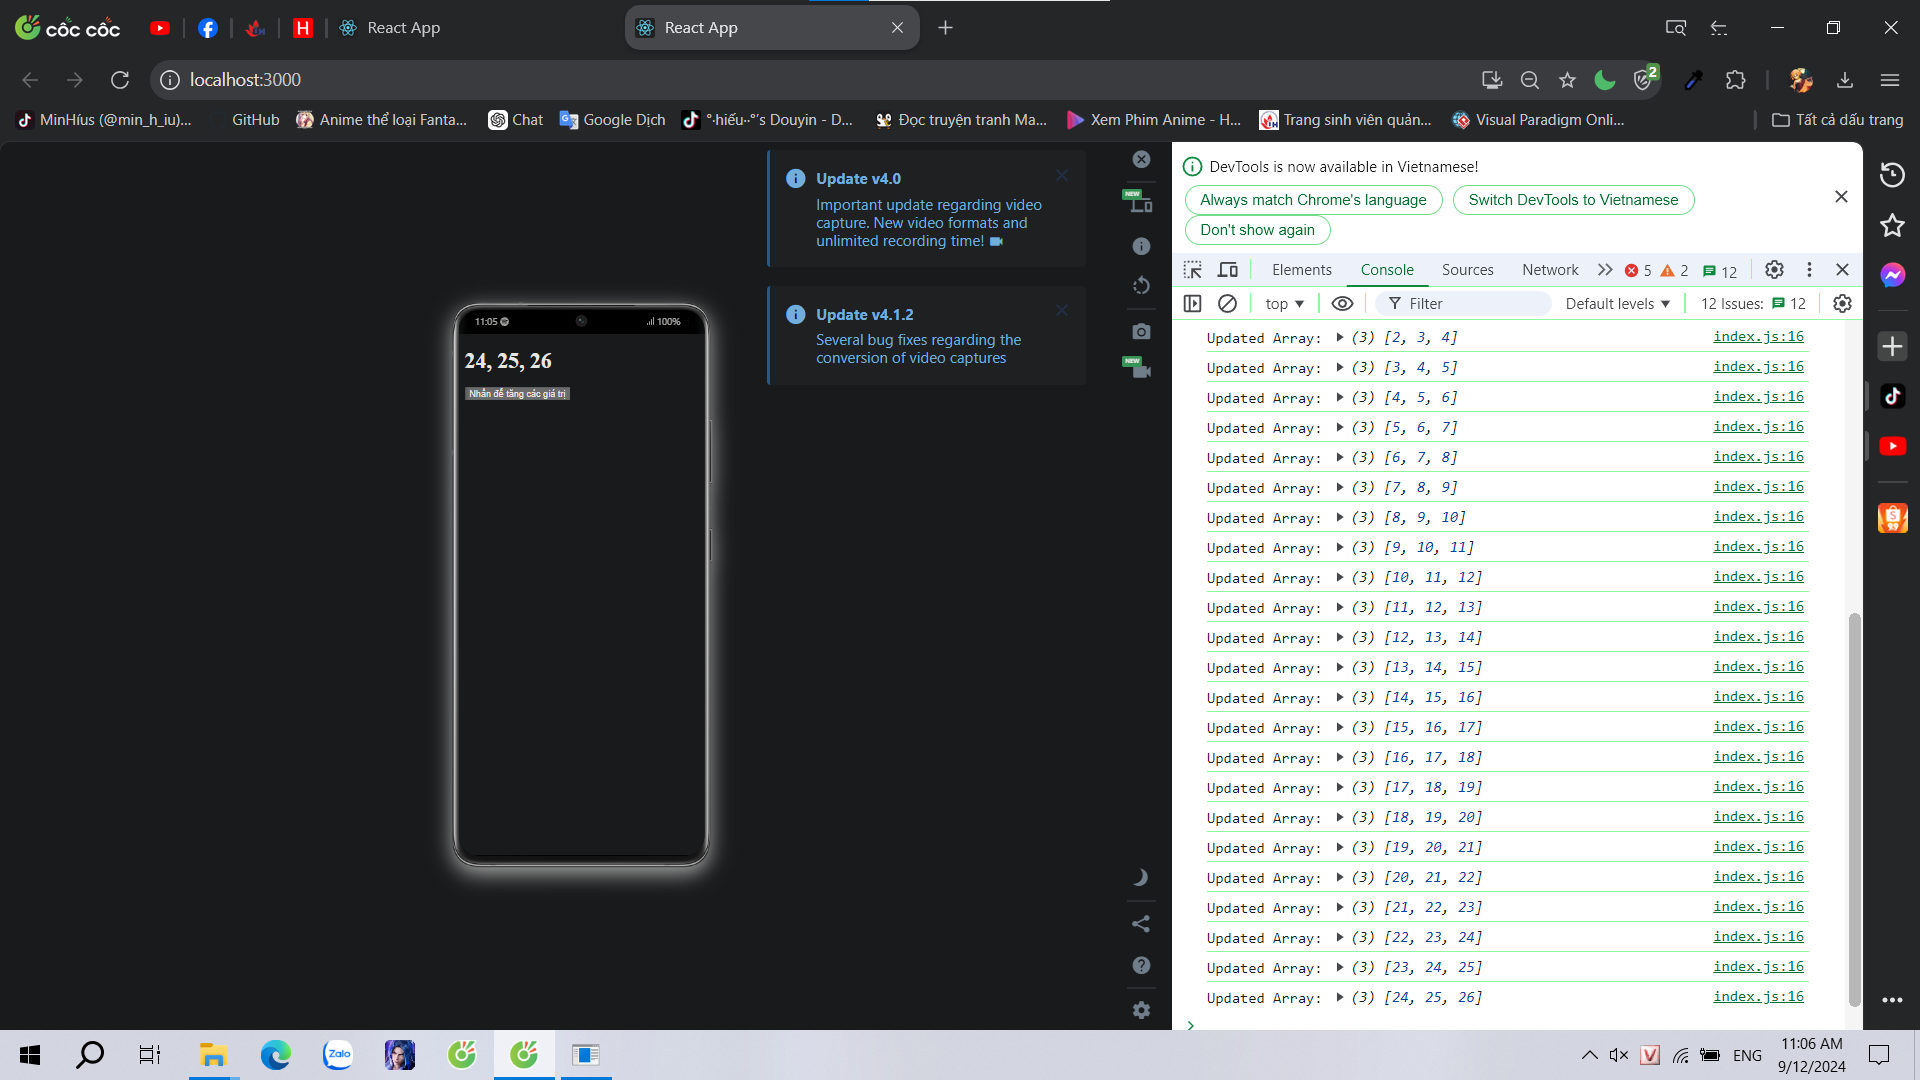 cốc cốc
React App
React App
localhost:3000
2
MinHíus (@min_h_iu)...
GitHub
Anime thể loại Fanta...
Chat
Google Dịch
°·hiếu··°'s Douyin - D...
Đọc truyện tranh Ma...
Xem Phim Anime - H...
Trang sinh viên quản...
Visual Paradigm Onli...
Tất cả dấu trang
Update v4.0
Important update regarding video
capture. New video formats and
unlimited recording time!
Update v4.1.2
Several bug fixes regarding the
conversion of video captures
NEW
NEW
11:05
100%
24, 25, 26
Nhấn để tăng các giá trị
DevTools is now available in Vietnamese!
Always match Chrome's language
Switch DevTools to Vietnamese
Don't show again
Elements
Console
Sources
Network
5
2
12
top
Filter
Default levels
12 Issues:
12
Updated Array: (3) [2, 3, 4] index.js:16
Updated Array: (3) [3, 4, 5] index.js:16
Updated Array: (3) [4, 5, 6] index.js:16
Updated Array: (3) [5, 6, 7] index.js:16
Updated Array: (3) [6, 7, 8] index.js:16
Updated Array: (3) [7, 8, 9] index.js:16
Updated Array: (3) [8, 9, 10] index.js:16
Updated Array: (3) [9, 10, 11] index.js:16
Updated Array: (3) [10, 11, 12] index.js:16
Updated Array: (3) [11, 12, 13] index.js:16
Updated Array: (3) [12, 13, 14] index.js:16
Updated Array: (3) [13, 14, 15] index.js:16
Updated Array: (3) [14, 15, 16] index.js:16
Updated Array: (3) [15, 16, 17] index.js:16
Updated Array: (3) [16, 17, 18] index.js:16
Updated Array: (3) [17, 18, 19] index.js:16
Updated Array: (3) [18, 19, 20] index.js:16
Updated Array: (3) [19, 20, 21] index.js:16
Updated Array: (3) [20, 21, 22] index.js:16
Updated Array: (3) [21, 22, 23] index.js:16
Updated Array: (3) [22, 23, 24] index.js:16
Updated Array: (3) [23, 24, 25] index.js:16
Updated Array: (3) [24, 25, 26] index.js:16
Zalo
ENG
11:06 AM
9/12/2024